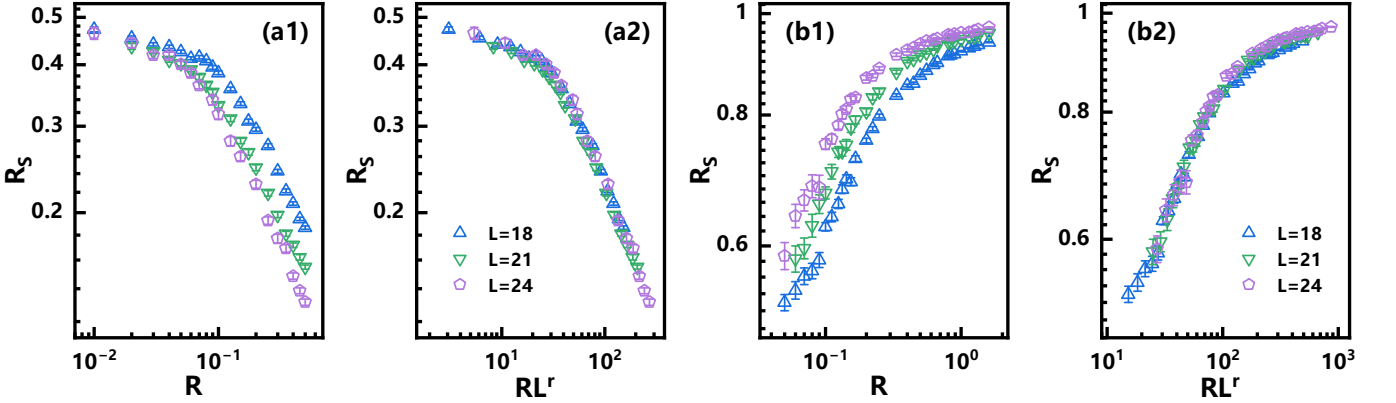 (a1)
0.5
0.4
0.3
0.2
R_S
10^{-2}
10^{-1}
R
(a2)
0.5
0.4
0.3
0.2
R_S
L=18
L=21
L=24
10^1
10^2
RL^r
(b1)
1
0.8
0.6
R_S
10^{-1}
10^0
R
(b2)
1
0.8
0.6
R_S
L=18
L=21
L=24
10^1
10^2
10^3
RL^r